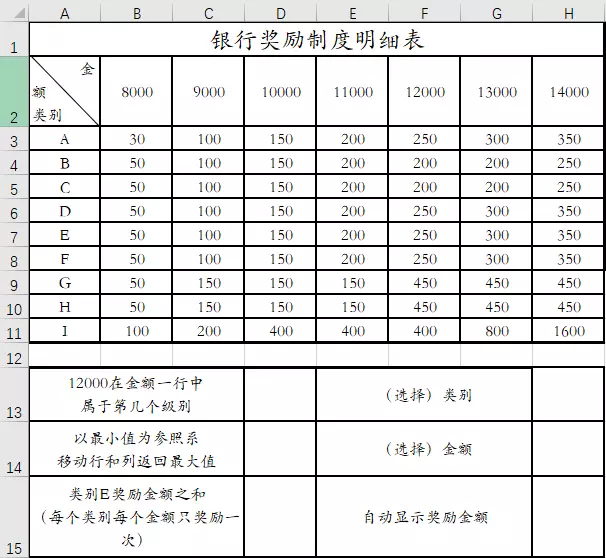 A B C D E F G H
1 银行奖励制度明细表
2 金额 类别 8000 9000 10000 11000 12000 13000 14000
3 A 30 100 150 200 250 300 350
4 B 50 100 150 200 200 200 250
5 C 50 100 150 200 200 200 250
6 D 50 100 150 200 250 300 350
7 E 50 100 150 200 250 300 350
8 F 50 100 150 200 250 300 350
9 G 50 150 150 150 450 450 450
10 H 50 150 150 150 450 450 450
11 I 100 200 400 400 400 800 1600
12
13 12000在金额一行中
属于第几个级别
（选择）类别
14 以最小值为参照系
移动行和列返回最大值
（选择）金额
15 类别E奖励金额之和
（每个类别每个金额只奖励一
次）
自动显示奖励金额